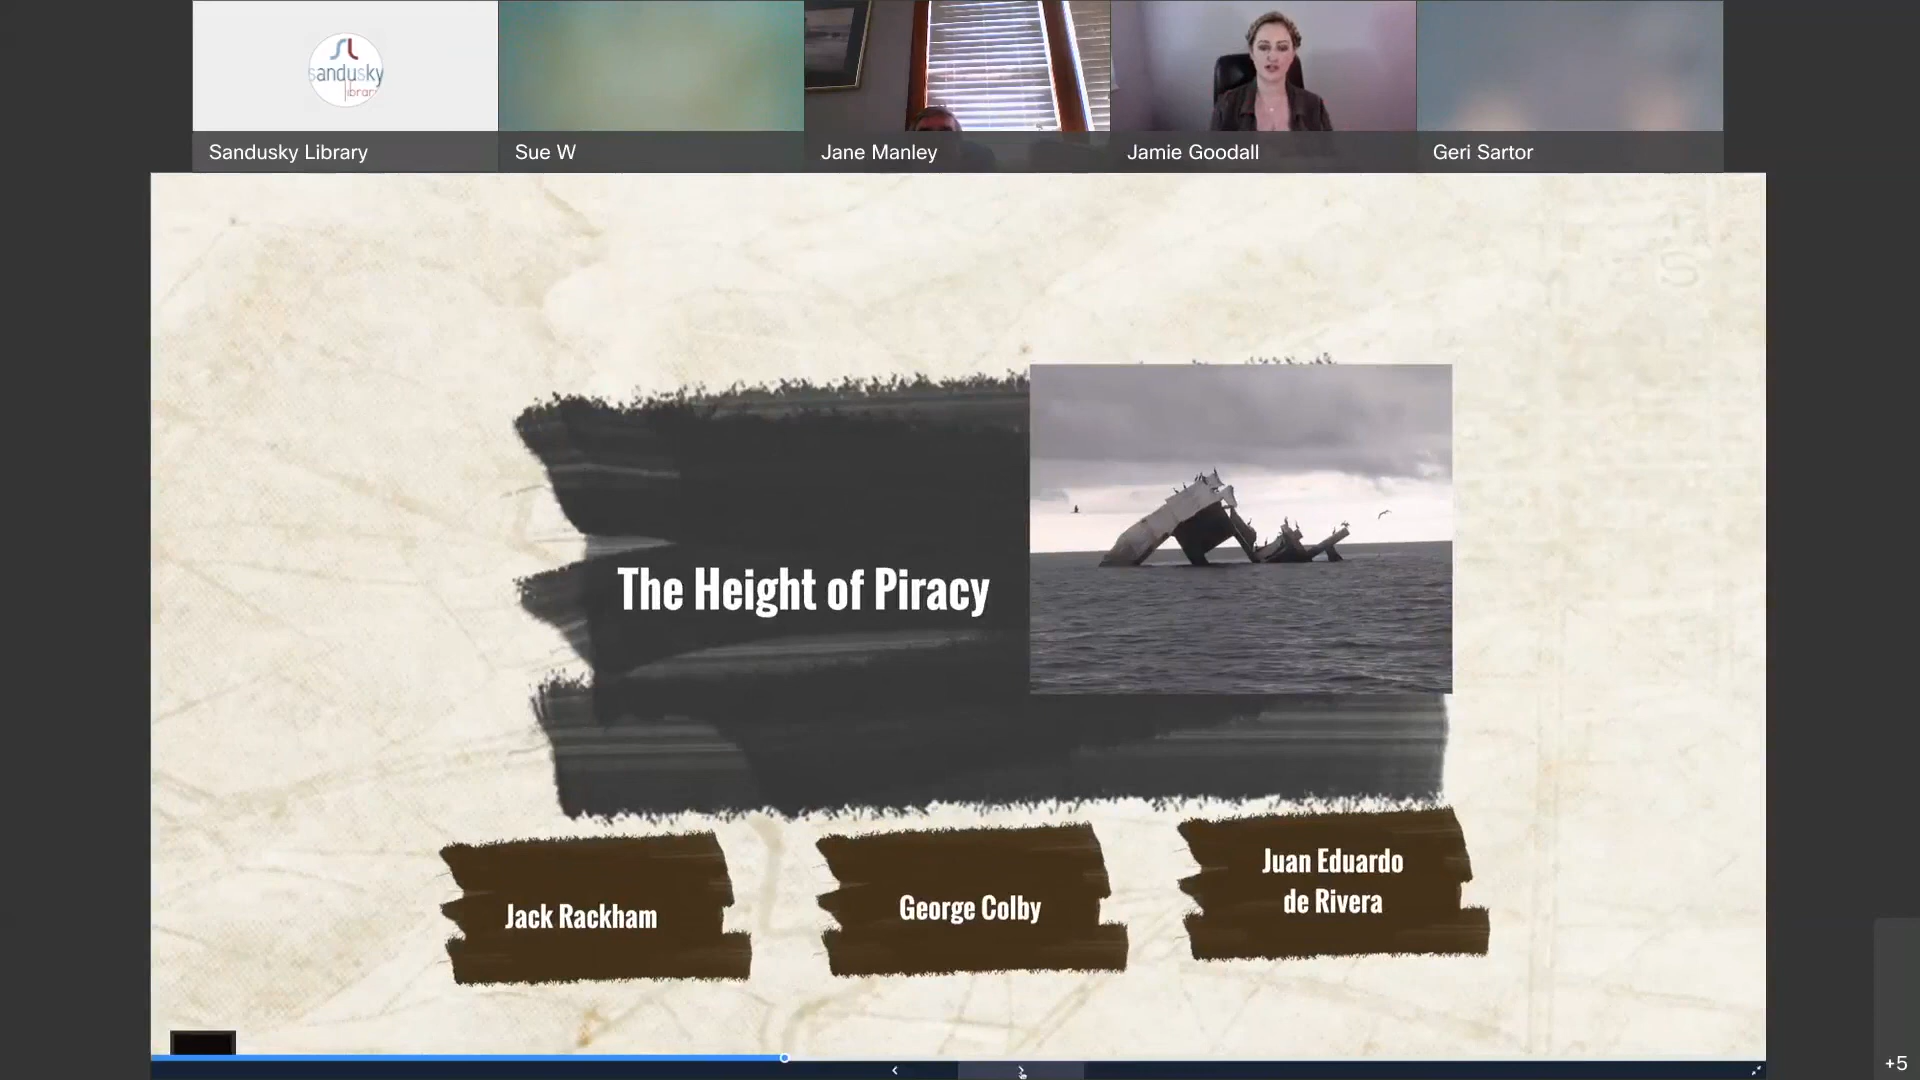 SL
sandusky
library
Sandusky Library
Sue W
Jane Manley
Jamie Goodall
Geri Sartor
The Height of Piracy
Jack Rackham
George Colby
Juan Eduardo
de Rivera
+5